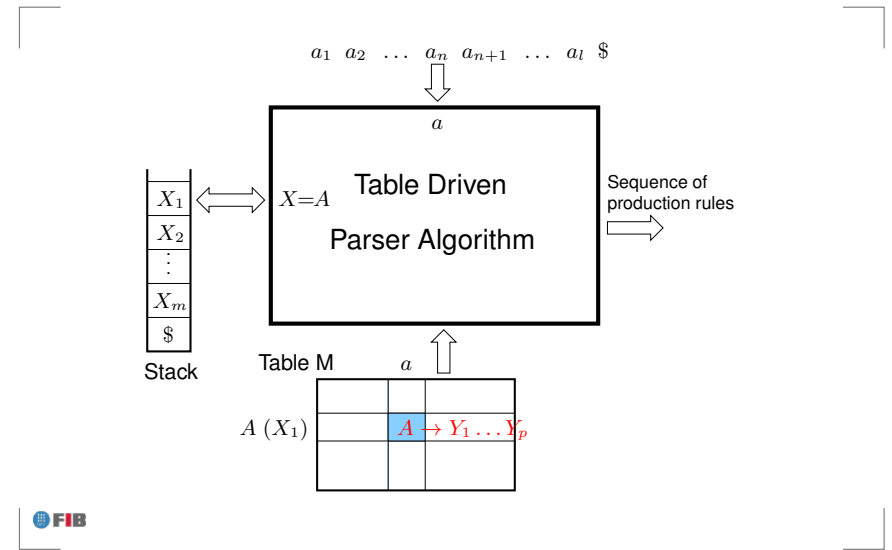 a₁ a₂ … aₙ aₙ₊₁ … aₗ $
a
Table Driven
Parser Algorithm
X=A
Sequence of
production rules
X₁
X₂
⋮
Xₘ
$
Stack
Table M
a
A (X₁)
A → Y₁ … Yₚ
FIB